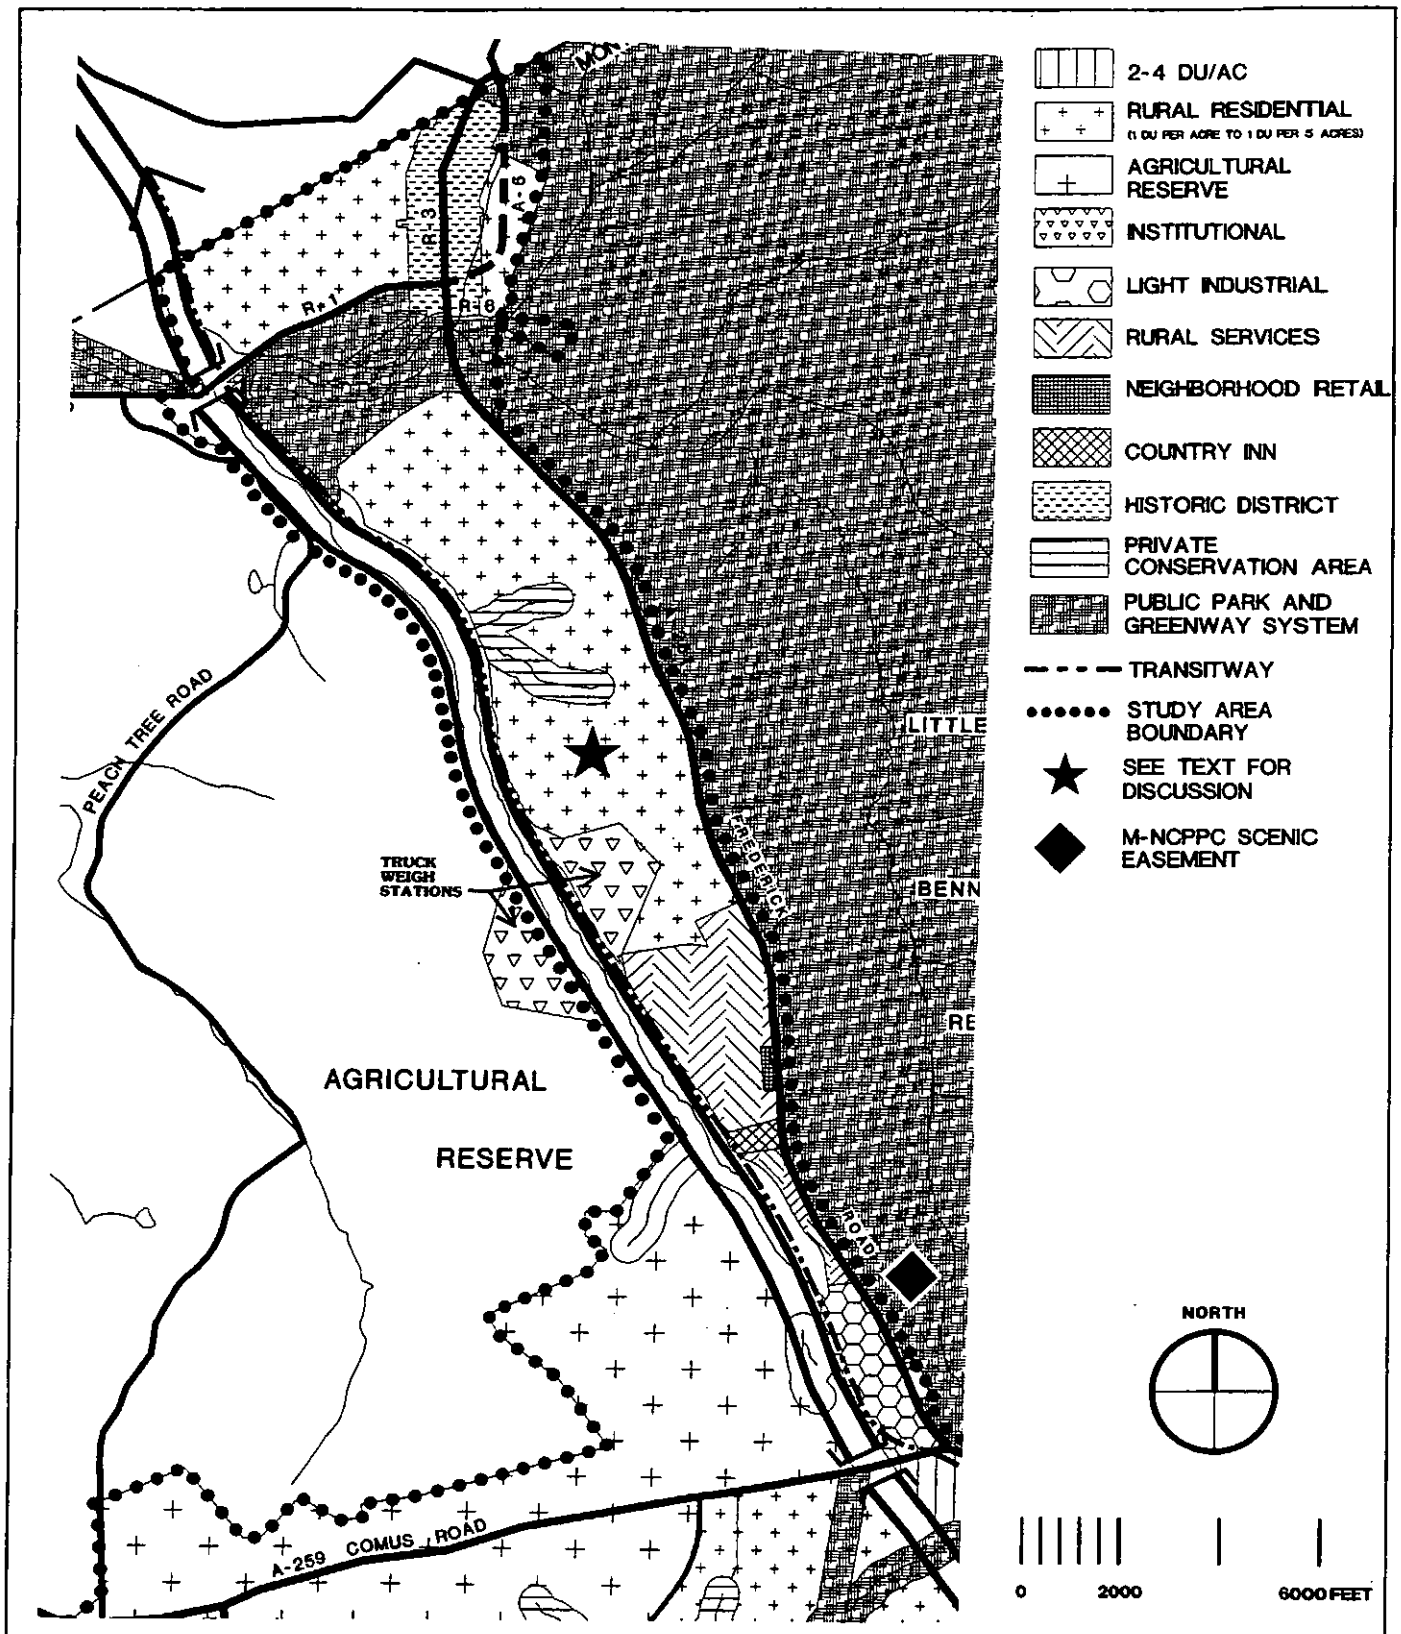 MON
2-4 DU/AC
RURAL RESIDENTIAL
(1 DU PER ACRE TO 1 DU PER 5 ACRES)
AGRICULTURAL
RESERVE
INSTITUTIONAL
LIGHT INDUSTRIAL
RURAL SERVICES
NEIGHBORHOOD RETAIL
COUNTRY INN
HISTORIC DISTRICT
PRIVATE
CONSERVATION AREA
PUBLIC PARK AND
GREENWAY SYSTEM
TRANSITWAY
STUDY AREA
BOUNDARY
SEE TEXT FOR
DISCUSSION
M-NCPPC SCENIC
EASEMENT
R-3
A-6
R-1
R-6
PEACH TREE ROAD
LITTLE
FREDERICK
BENN
TRUCK
WEIGH
STATIONS
RE
AGRICULTURAL
RESERVE
ROAD
A-259 COMUS ROAD
NORTH
0 2000 6000 FEET